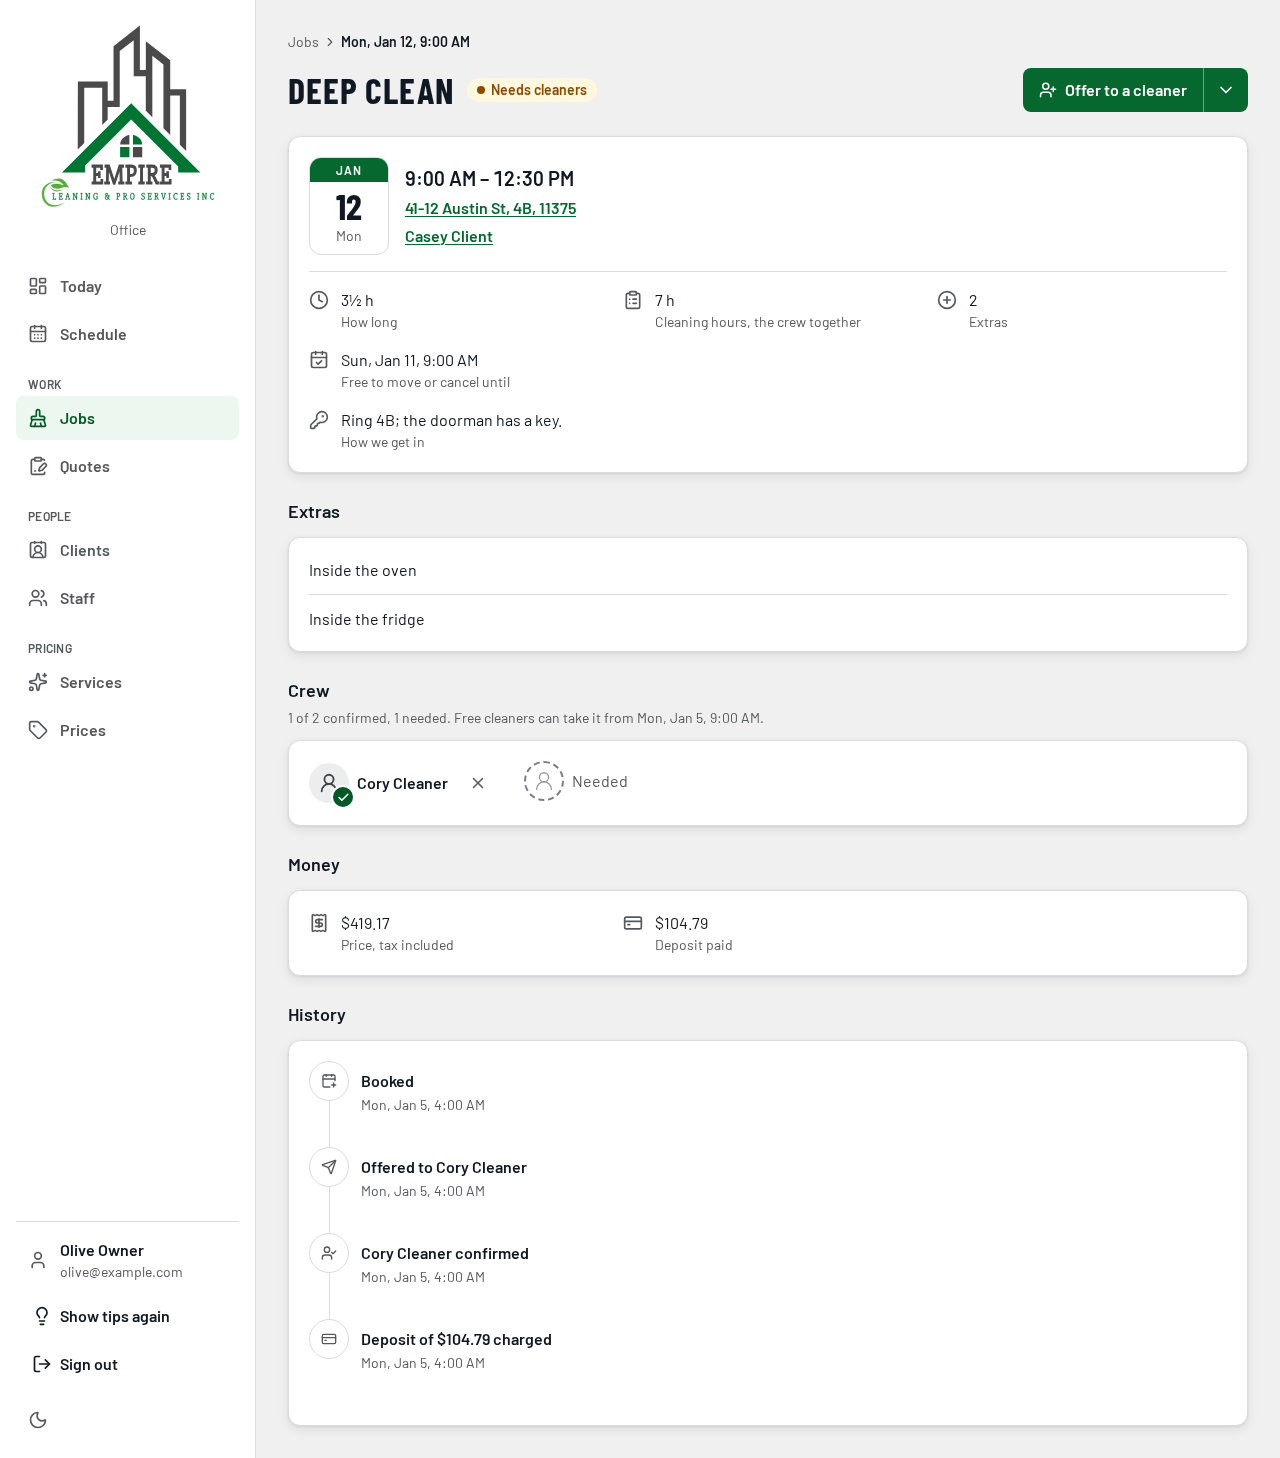 EMPIRE
LEANING & PRO SERVICES INC
Office
Today
Schedule
WORK
Jobs
Quotes
PEOPLE
Clients
Staff
PRICING
Services
Prices
Olive Owner
olive@example.com
Show tips again
Sign out
Jobs > Mon, Jan 12, 9:00 AM
DEEP CLEAN
Needs cleaners
Offer to a cleaner
JAN
12
Mon
9:00 AM – 12:30 PM
41-12 Austin St, 4B, 11375
Casey Client
3½ h
How long
7 h
Cleaning hours, the crew together
2
Extras
Sun, Jan 11, 9:00 AM
Free to move or cancel until
Ring 4B; the doorman has a key.
How we get in
Extras
Inside the oven
Inside the fridge
Crew
1 of 2 confirmed, 1 needed. Free cleaners can take it from Mon, Jan 5, 9:00 AM.
Cory Cleaner
Needed
Money
$419.17
Price, tax included
$104.79
Deposit paid
History
Booked
Mon, Jan 5, 4:00 AM
Offered to Cory Cleaner
Mon, Jan 5, 4:00 AM
Cory Cleaner confirmed
Mon, Jan 5, 4:00 AM
Deposit of $104.79 charged
Mon, Jan 5, 4:00 AM